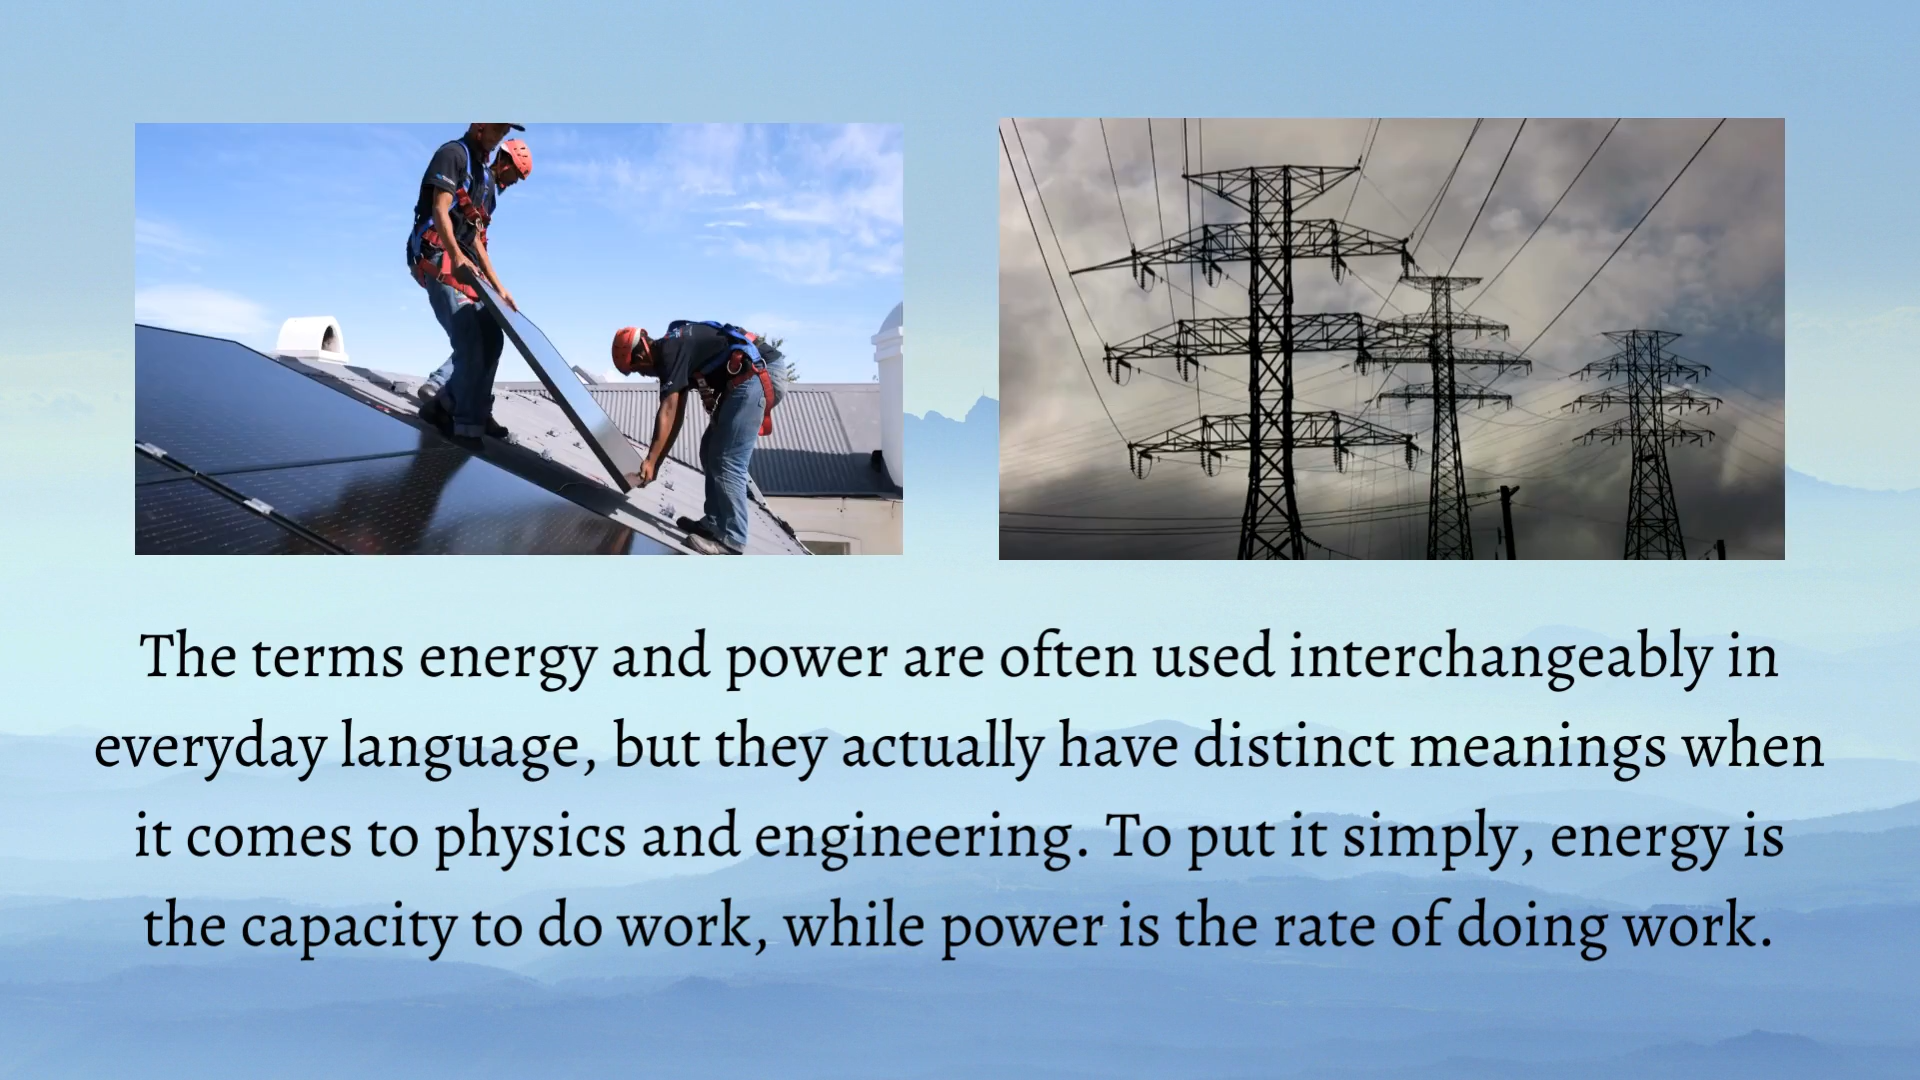 The terms energy and power are often used interchangeably in
everyday language, but they actually have distinct meanings when
it comes to physics and engineering. To put it simply, energy is
the capacity to do work, while power is the rate of doing work.